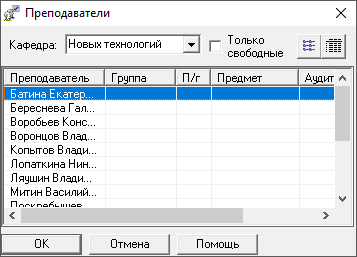 Преподаватели
Кафедра: Новых технологий Только свободные
Преподаватель Группа П/г Предмет Аудит
Батина Екатер...
Береснева Гал...
Воробьев Конс...
Воронцов Влад...
Копытов Влади...
Лопаткина Нин...
Ляушин Влади...
Митин Василий...
Поскребышев
OK Отмена Помощь